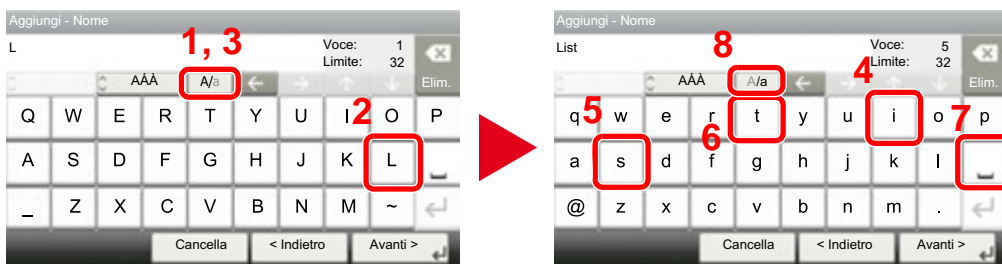 Aggiungi - Nome
L
1, 3
Voce: 1
Limite: 32
AÁÀ A/a Elim.
2
Q W E R T Y U I O P
A S D F G H J K L
_ Z X C V B N M ~
Cancella < Indietro Avanti >
Aggiungi - Nome
List
8
Voce: 5
Limite: 32
4
AÁÀ A/a Elim.
5
6
7
q w e r t y u i o p
a s d f g h j k l
@ z x c v b n m .
Cancella < Indietro Avanti >